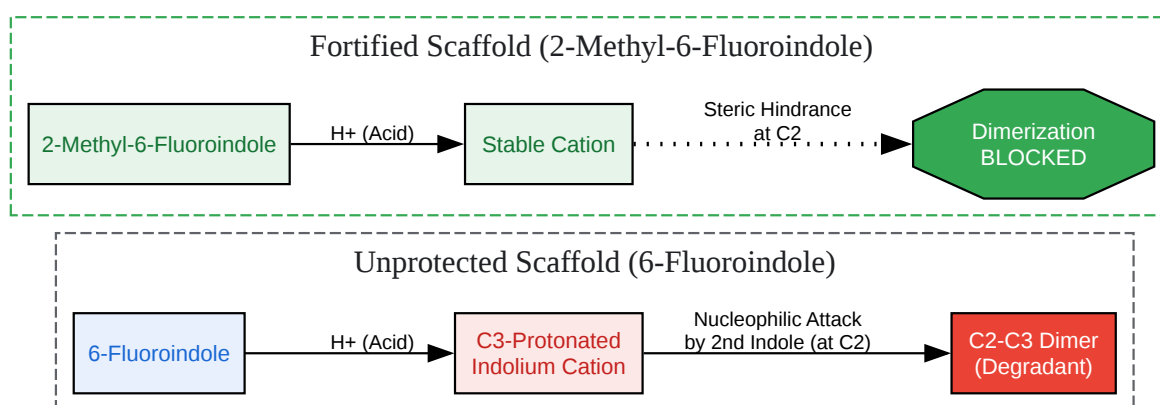 Fortified Scaffold (2-Methyl-6-Fluoroindole)
2-Methyl-6-Fluoroindole
H+ (Acid)
Stable Cation
Steric Hindrance
at C2
Dimerization
BLOCKED
Unprotected Scaffold (6-Fluoroindole)
6-Fluoroindole
H+ (Acid)
C3-Protonated
Indolium Cation
Nucleophilic Attack
by 2nd Indole (at C2)
C2-C3 Dimer
(Degradant)